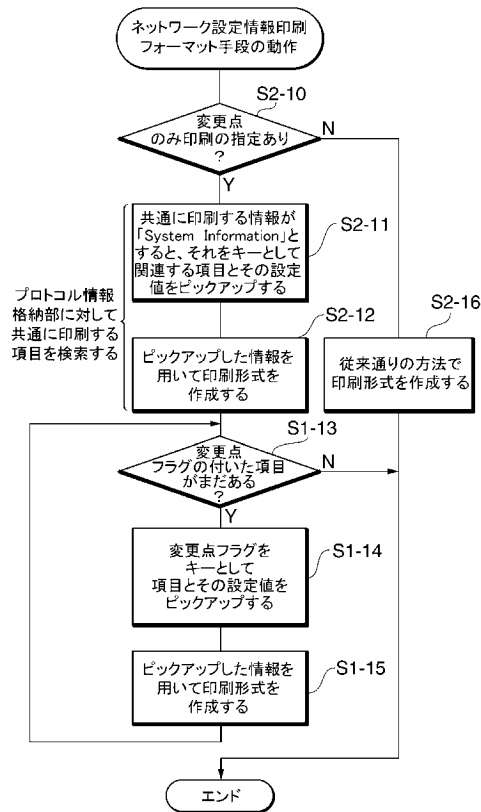 ネットワーク設定情報印刷
フォーマット手段の動作
S2-10
変更点
のみ印刷の指定あり
?
N
Y
共通に印刷する情報が
「System Information」と
すると、それをキーとして
関連する項目とその設定
値をピックアップする
S2-11
プロトコル情報
格納部に対して
共通に印刷する
項目を検索する
S2-12
ピックアップした情報を
用いて印刷形式を
作成する
S2-16
従来通りの方法で
印刷形式を作成する
S1-13
変更点
フラグの付いた項目
がまだある
?
N
Y
変更点フラグを
キーとして
項目とその設定値を
ピックアップする
S1-14
ピックアップした情報を
用いて印刷形式を
作成する
S1-15
エンド